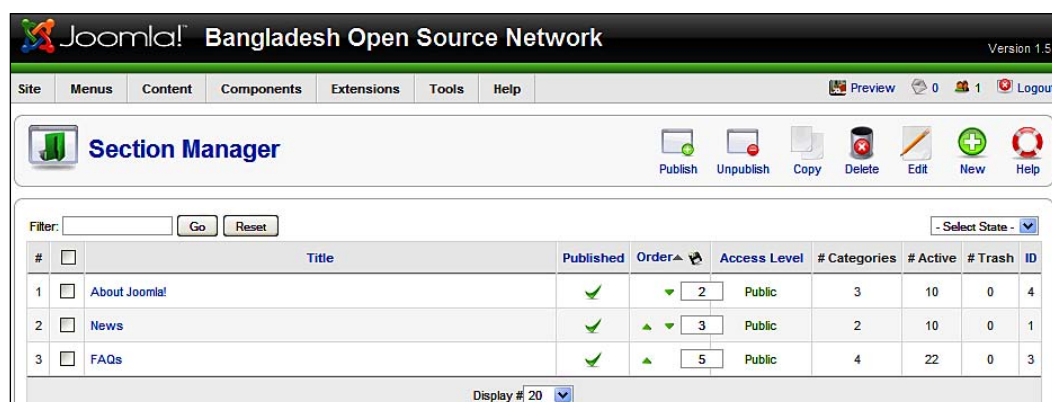 Joomla! Bangladesh Open Source Network
Version 1.5
Site Menus Content Components Extensions Tools Help Preview 0 1 Logout
Section Manager
Publish Unpublish Copy Delete Edit New Help
Filter: Go Reset - Select State -
# Title Published Order Access Level # Categories # Active # Trash ID
1 About Joomla! 2 Public 3 10 0 4
2 News 3 Public 2 10 0 1
3 FAQs 5 Public 4 22 0 3
Display # 20